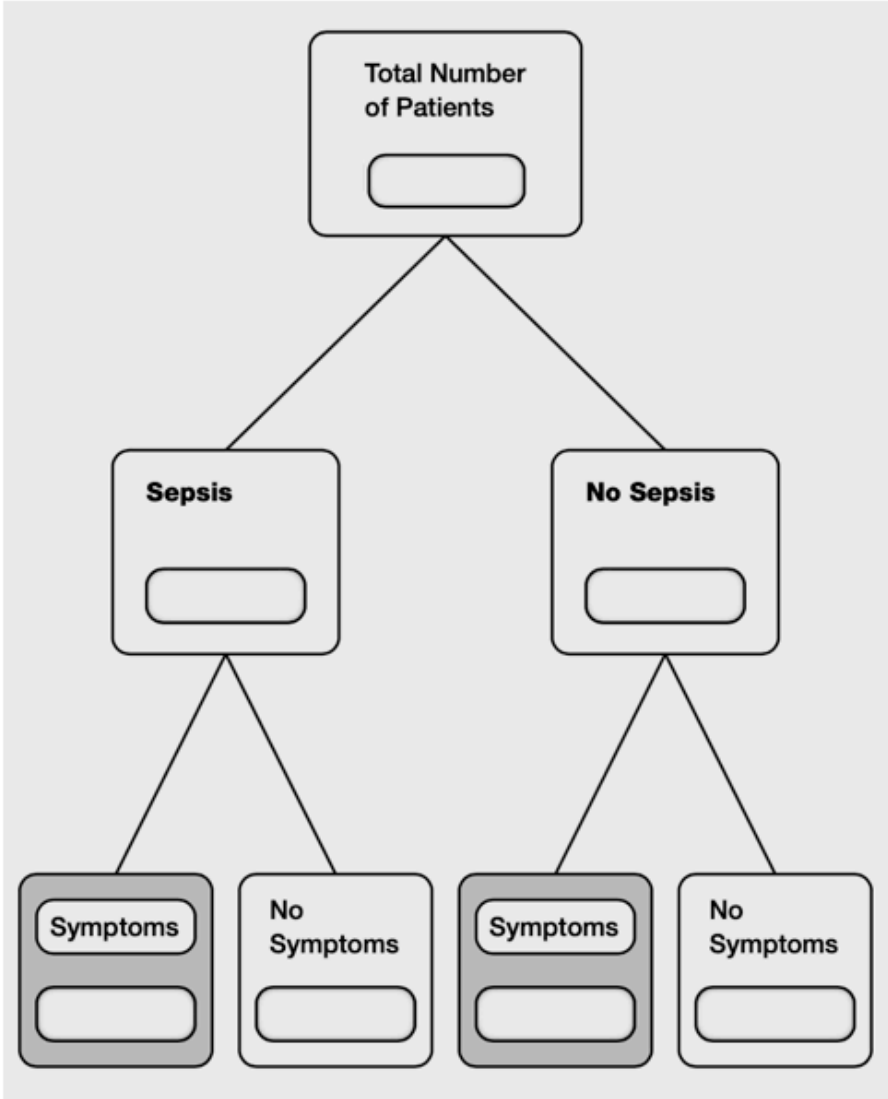 Total Number
of Patients
Sepsis
No Sepsis
Symptoms
No
Symptoms
Symptoms
No
Symptoms